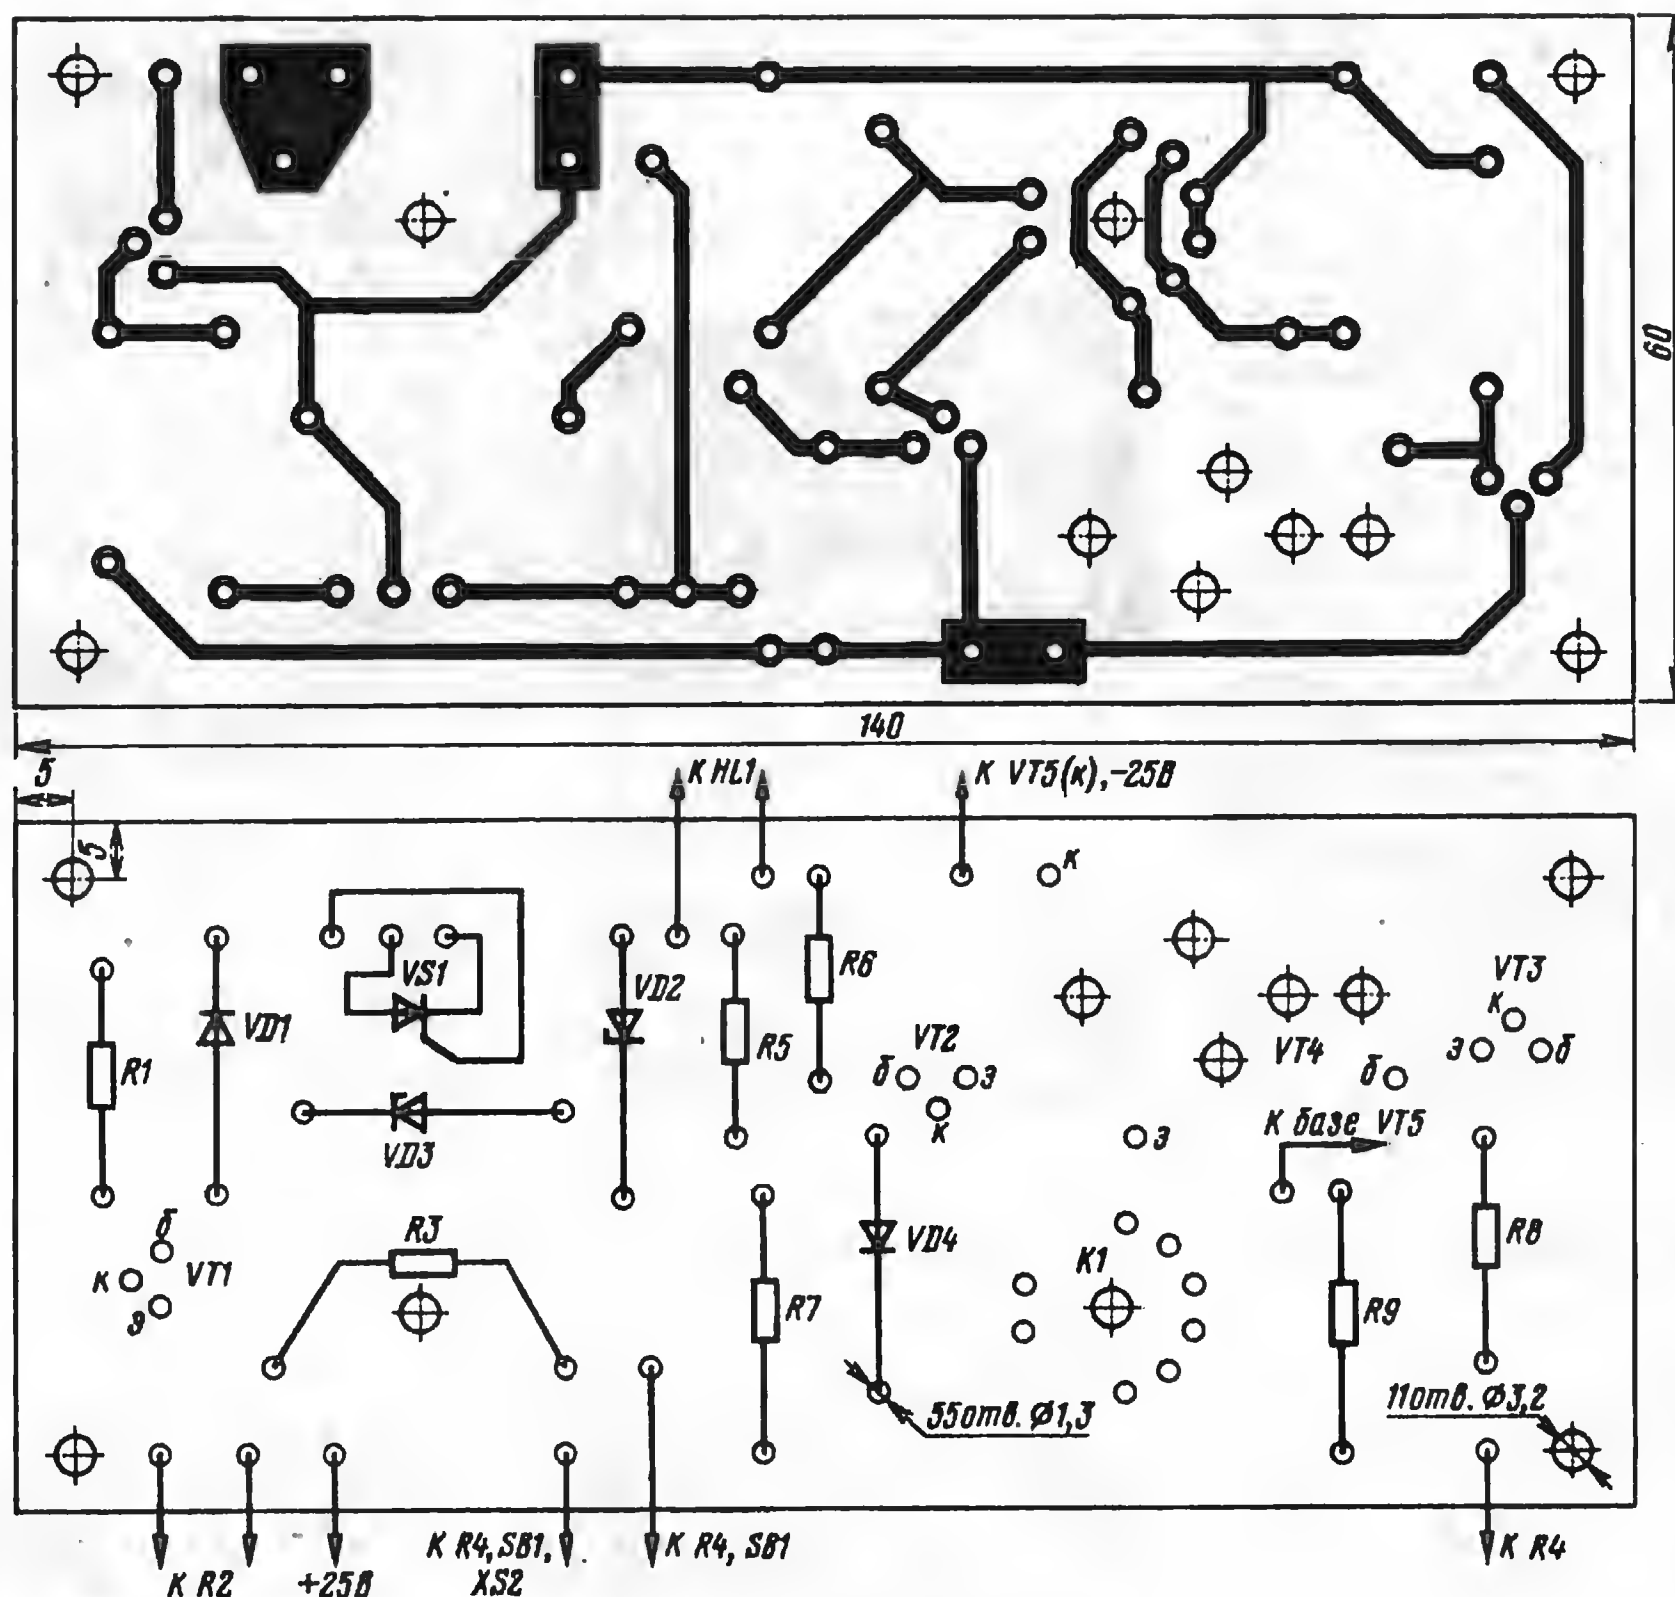 60
140
5
К HL1
К VT5(к), -25В
5
к
VS1
VD2
R6
VT3
к
э
б
VD1
R5
VT2
б
э
к
VT4
б
R1
VD3
э
К базе VT5
б
к
VT1
э
R3
R7
VD4
К1
R9
R8
55отв. Ø1,3
11отв. Ø3,2
К R2
+25В
К R4, SB1,
XS2
К R4, SB1
К R4